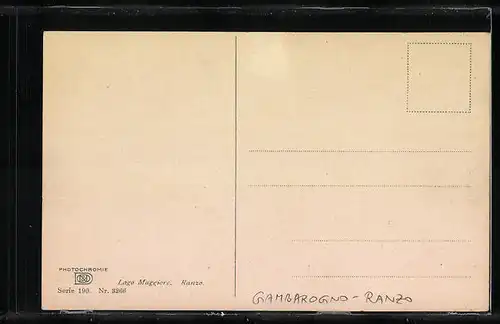 PHOTOCHROMIE
Lago Maggiore. Ranzo.
Serie 190. Nr. 3266
GAMBAROGNO - RANZO